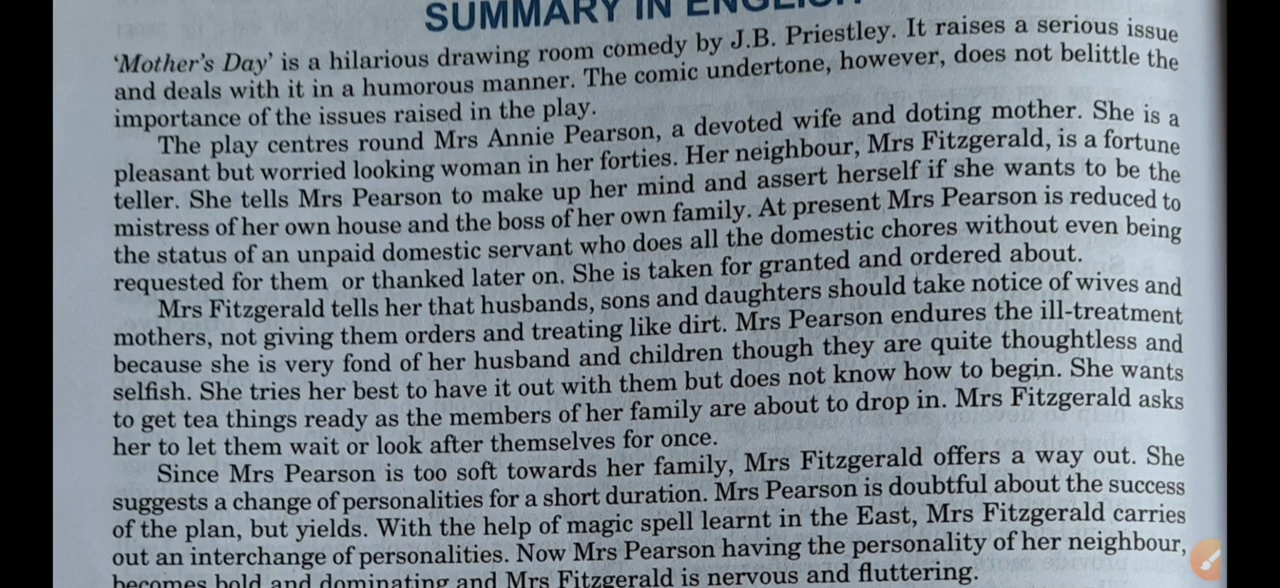 SUMMARY IN ENGLISH
‘Mother’s Day’ is a hilarious drawing room comedy by J.B. Priestley. It raises a serious issue
and deals with it in a humorous manner. The comic undertone, however, does not belittle the
importance of the issues raised in the play.
The play centres round Mrs Annie Pearson, a devoted wife and doting mother. She is a
pleasant but worried looking woman in her forties. Her neighbour, Mrs Fitzgerald, is a fortune
teller. She tells Mrs Pearson to make up her mind and assert herself if she wants to be the
mistress of her own house and the boss of her own family. At present Mrs Pearson is reduced to
the status of an unpaid domestic servant who does all the domestic chores without even being
requested for them or thanked later on. She is taken for granted and ordered about.
Mrs Fitzgerald tells her that husbands, sons and daughters should take notice of wives and
mothers, not giving them orders and treating like dirt. Mrs Pearson endures the ill-treatment
because she is very fond of her husband and children though they are quite thoughtless and
selfish. She tries her best to have it out with them but does not know how to begin. She wants
to get tea things ready as the members of her family are about to drop in. Mrs Fitzgerald asks
her to let them wait or look after themselves for once.
Since Mrs Pearson is too soft towards her family, Mrs Fitzgerald offers a way out. She
suggests a change of personalities for a short duration. Mrs Pearson is doubtful about the success
of the plan, but yields. With the help of magic spell learnt in the East, Mrs Fitzgerald carries
out an interchange of personalities. Now Mrs Pearson having the personality of her neighbour,
becomes bold and dominating and Mrs Fitzgerald is nervous and fluttering.